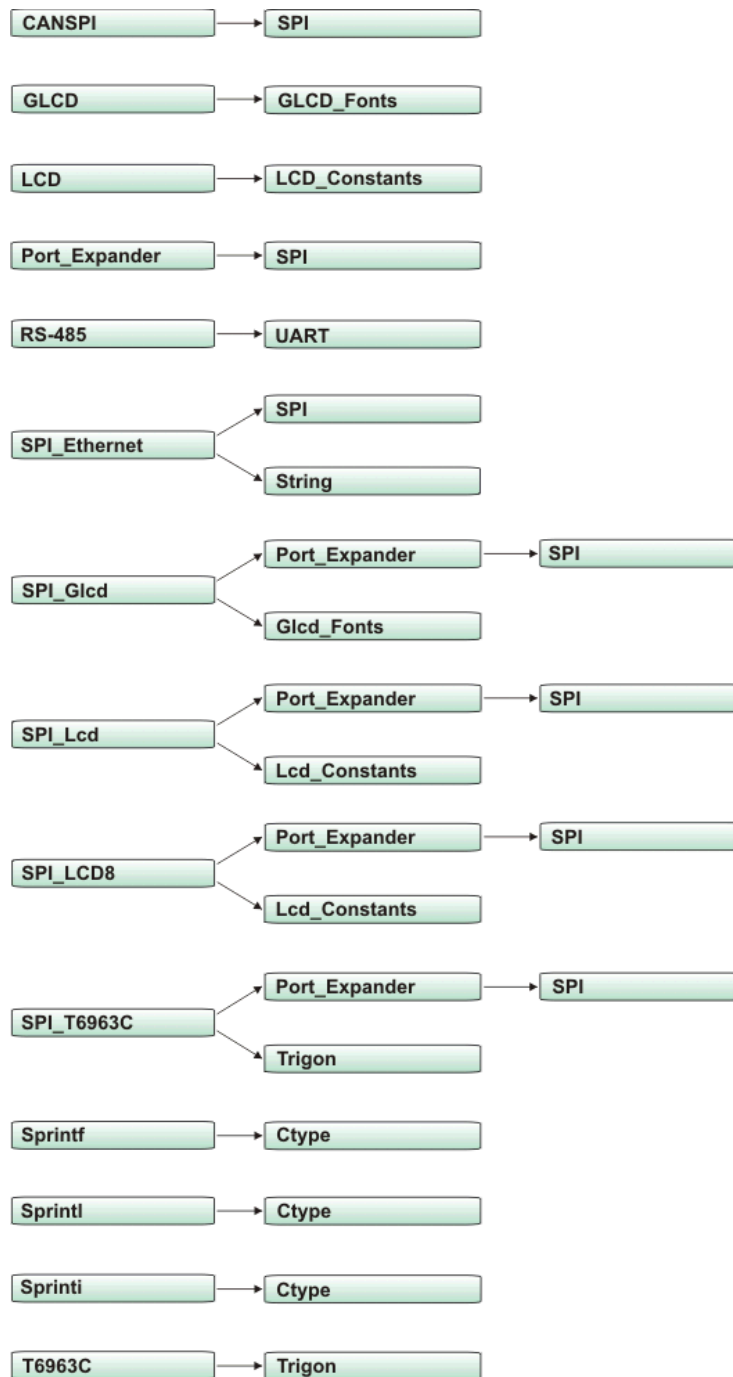 CANSPI
SPI
GLCD
GLCD_Fonts
LCD
LCD_Constants
Port_Expander
SPI
RS-485
UART
SPI_Ethernet
SPI
String
SPI_Glcd
Port_Expander
SPI
Glcd_Fonts
SPI_Lcd
Port_Expander
SPI
Lcd_Constants
SPI_LCD8
Port_Expander
SPI
Lcd_Constants
SPI_T6963C
Port_Expander
SPI
Trigon
Sprintf
Ctype
Sprintl
Ctype
Sprinti
Ctype
T6963C
Trigon